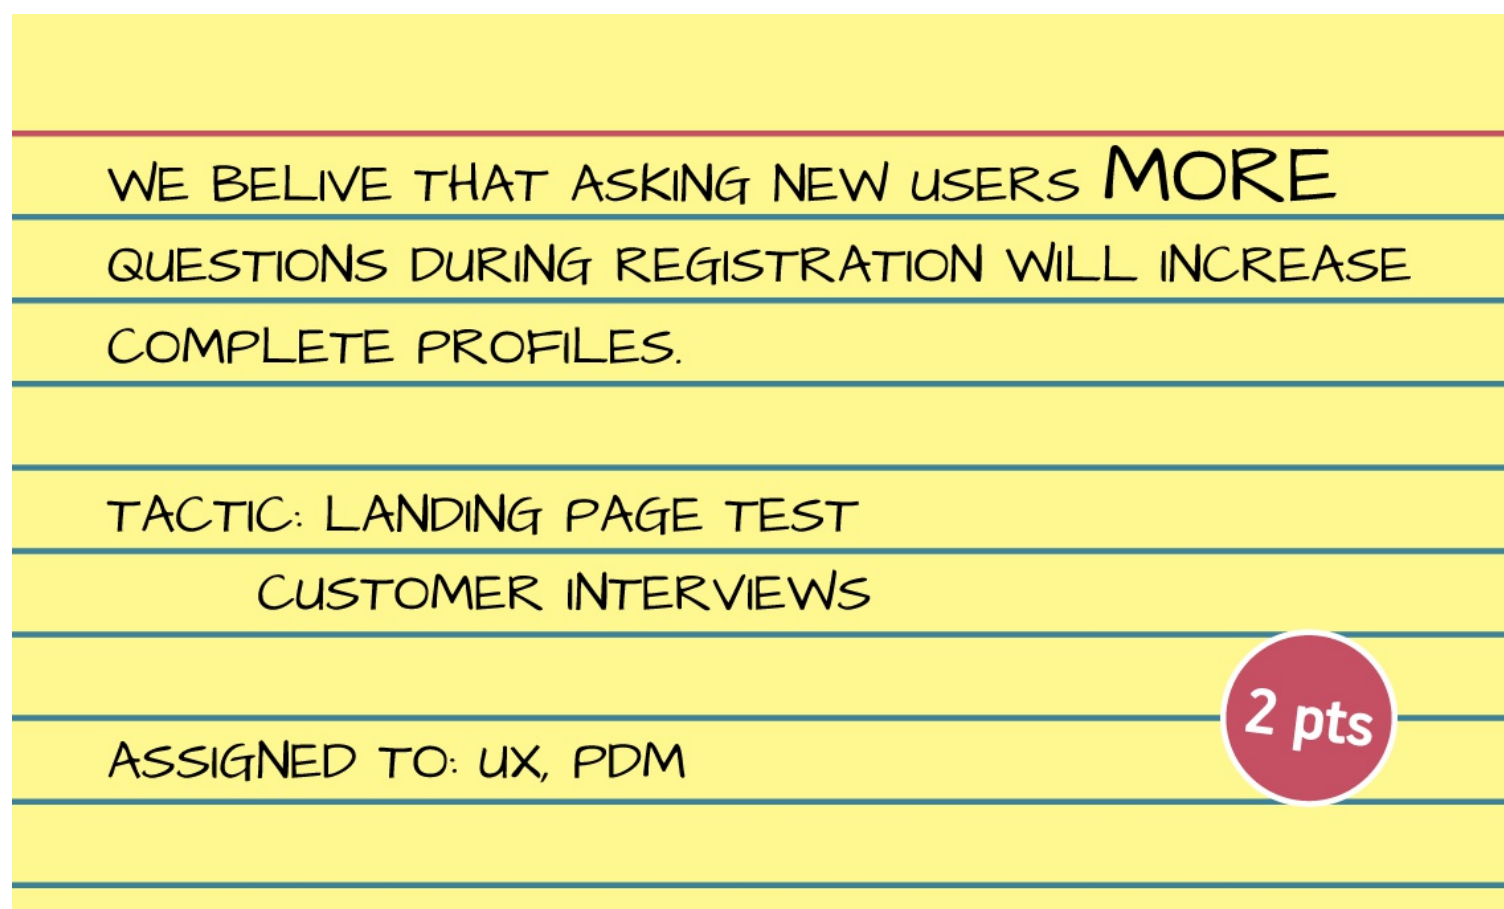 WE BELIVE THAT ASKING NEW USERS MORE
QUESTIONS DURING REGISTRATION WILL INCREASE
COMPLETE PROFILES.
TACTIC: LANDING PAGE TEST
CUSTOMER INTERVIEWS
2 pts
ASSIGNED TO: UX, PDM